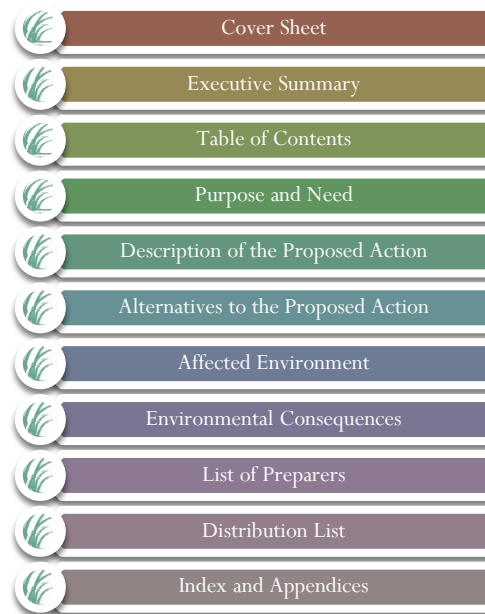 Cover Sheet
Executive Summary
Table of Contents
Purpose and Need
Description of the Proposed Action
Alternatives to the Proposed Action
Affected Environment
Environmental Consequences
List of Preparers
Distribution List
Index and Appendices